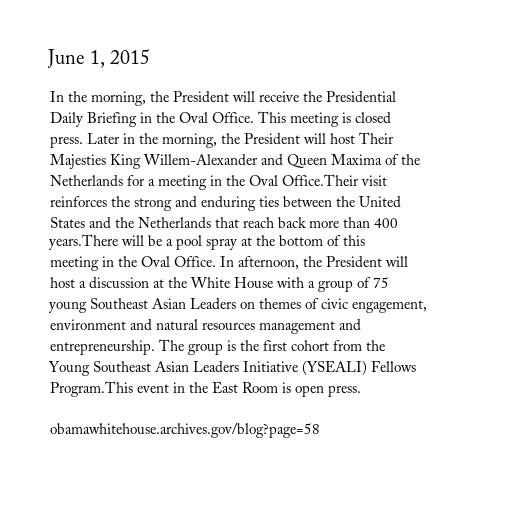 June 1, 2015
In the morning, the President will receive the Presidential
Daily Briefing in the Oval Office. This meeting is closed
press. Later in the morning, the President will host Their
Majesties King Willem-Alexander and Queen Maxima of the
Netherlands for a meeting in the Oval Office.Their visit
reinforces the strong and enduring ties between the United
States and the Netherlands that reach back more than 400
years.There will be a pool spray at the bottom of this
meeting in the Oval Office. In afternoon, the President will
host a discussion at the White House with a group of 75
young Southeast Asian Leaders on themes of civic engagement,
environment and natural resources management and
entrepreneurship. The group is the first cohort from the
Young Southeast Asian Leaders Initiative (YSEALI) Fellows
Program.This event in the East Room is open press.
obamawhitehouse.archives.gov/blog?page=58